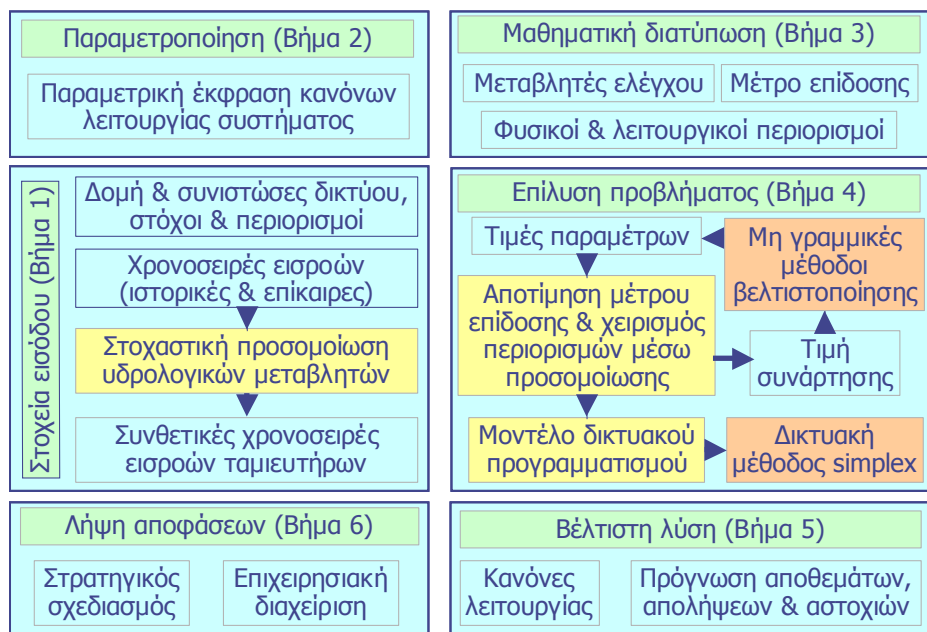 Παραμετροποίηση (Βήμα 2)
Παραμετρική έκφραση κανόνων
λειτουργίας συστήματος
Μαθηματική διατύπωση (Βήμα 3)
Μεταβλητές ελέγχου
Μέτρο επίδοσης
Φυσικοί & λειτουργικοί περιορισμοί
Στοχεία εισόδου (Βήμα 1)
Δομή & συνιστώσες δικτύου,
στόχοι & περιορισμοί
Χρονοσειρές εισροών
(ιστορικές & επίκαιρες)
Στοχαστική προσομοίωση
υδρολογικών μεταβλητών
Συνθετικές χρονοσειρές
εισροών ταμιευτήρων
Επίλυση προβλήματος (Βήμα 4)
Τιμές παραμέτρων
Μη γραμμικές
μέθοδοι
βελτιστοποίησης
Αποτίμηση μέτρου
επίδοσης & χειρισμός
περιορισμών μέσω
προσομοίωσης
Τιμή
συνάρτησης
Μοντέλο δικτυακού
προγραμματισμού
Δικτυακή
μέθοδος simplex
Λήψη αποφάσεων (Βήμα 6)
Στρατηγικός
σχεδιασμός
Επιχειρησιακή
διαχείριση
Βέλτιστη λύση (Βήμα 5)
Κανόνες
λειτουργίας
Πρόγνωση αποθεμάτων,
απολήψεων & αστοχιών